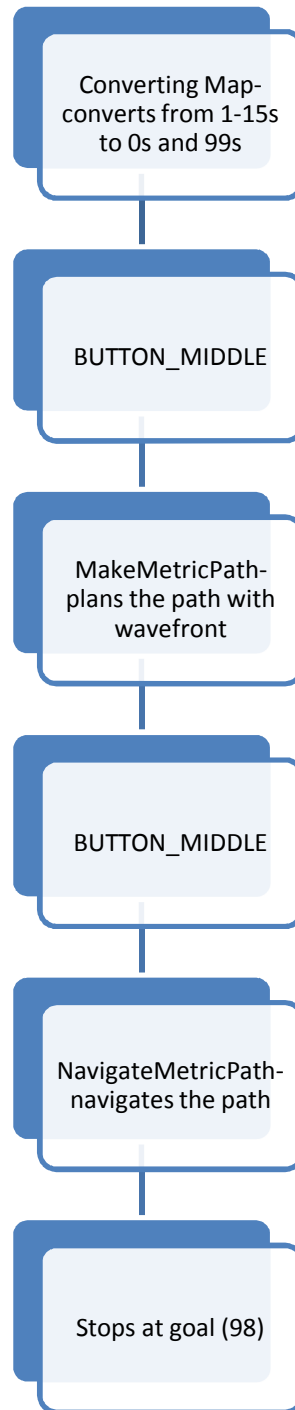 Converting Map-
converts from 1-15s
to 0s and 99s
BUTTON_MIDDLE
MakeMetricPath-
plans the path with
wavefront
BUTTON_MIDDLE
NavigateMetricPath-
navigates the path
Stops at goal (98)